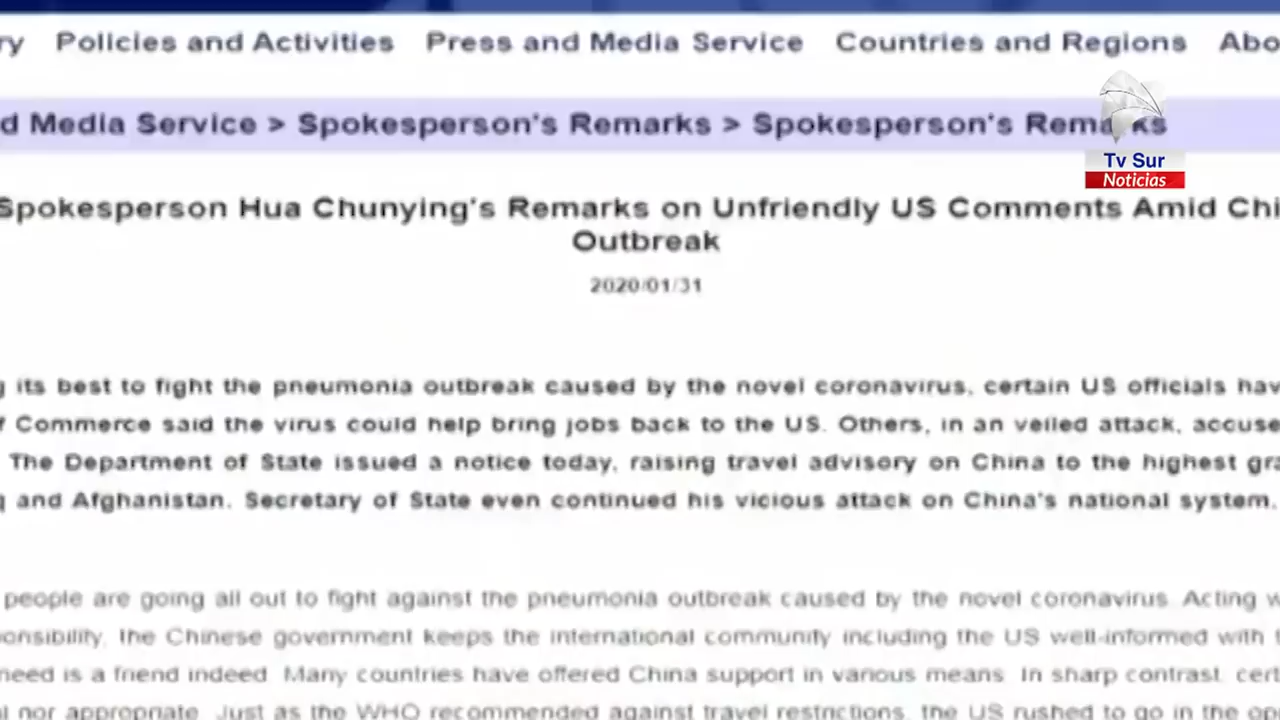 ry Policies and Activities Press and Media Service Countries and Regions Abo
d Media Service > Spokesperson's Remarks > Spokesperson's Remarks
Tv Sur
Noticias
Spokesperson Hua Chunying's Remarks on Unfriendly US Comments Amid Chi
Outbreak
2020/01/31
g its best to fight the pneumonia outbreak caused by the novel coronavirus, certain US officials hav
f Commerce said the virus could help bring jobs back to the US. Others, in an veiled attack, accuse
The Department of State issued a notice today, raising travel advisory on China to the highest gra
q and Afghanistan. Secretary of State even continued his vicious attack on China's national system.
people are going all out to fight against the pneumonia outbreak caused by the novel coronavirus. Acting w
onsibility, the Chinese government keeps the international community including the US well-informed with
need is a friend indeed. Many countries have offered China support in various means. In sharp contrast, cert
nor appropriate. Just as the WHO recommended against travel restrictions, the US rushed to go in the opp